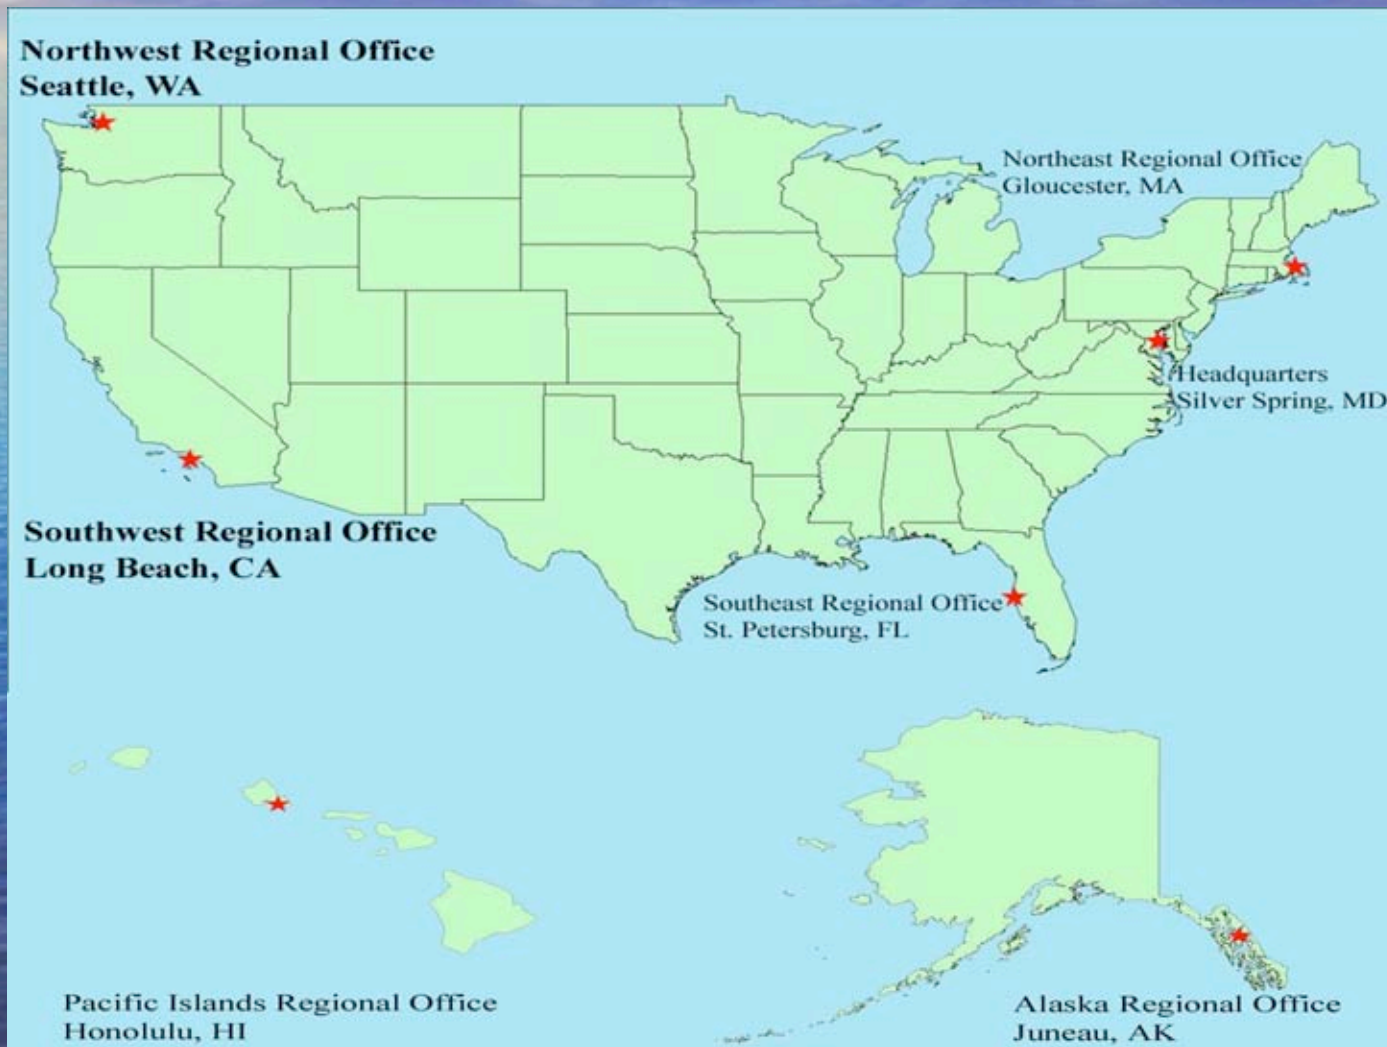 Northwest Regional Office
Seattle, WA
Northeast Regional Office
Gloucester, MA
Headquarters
Silver Spring, MD
Southwest Regional Office
Long Beach, CA
Southeast Regional Office
St. Petersburg, FL
Pacific Islands Regional Office
Honolulu, HI
Alaska Regional Office
Juneau, AK